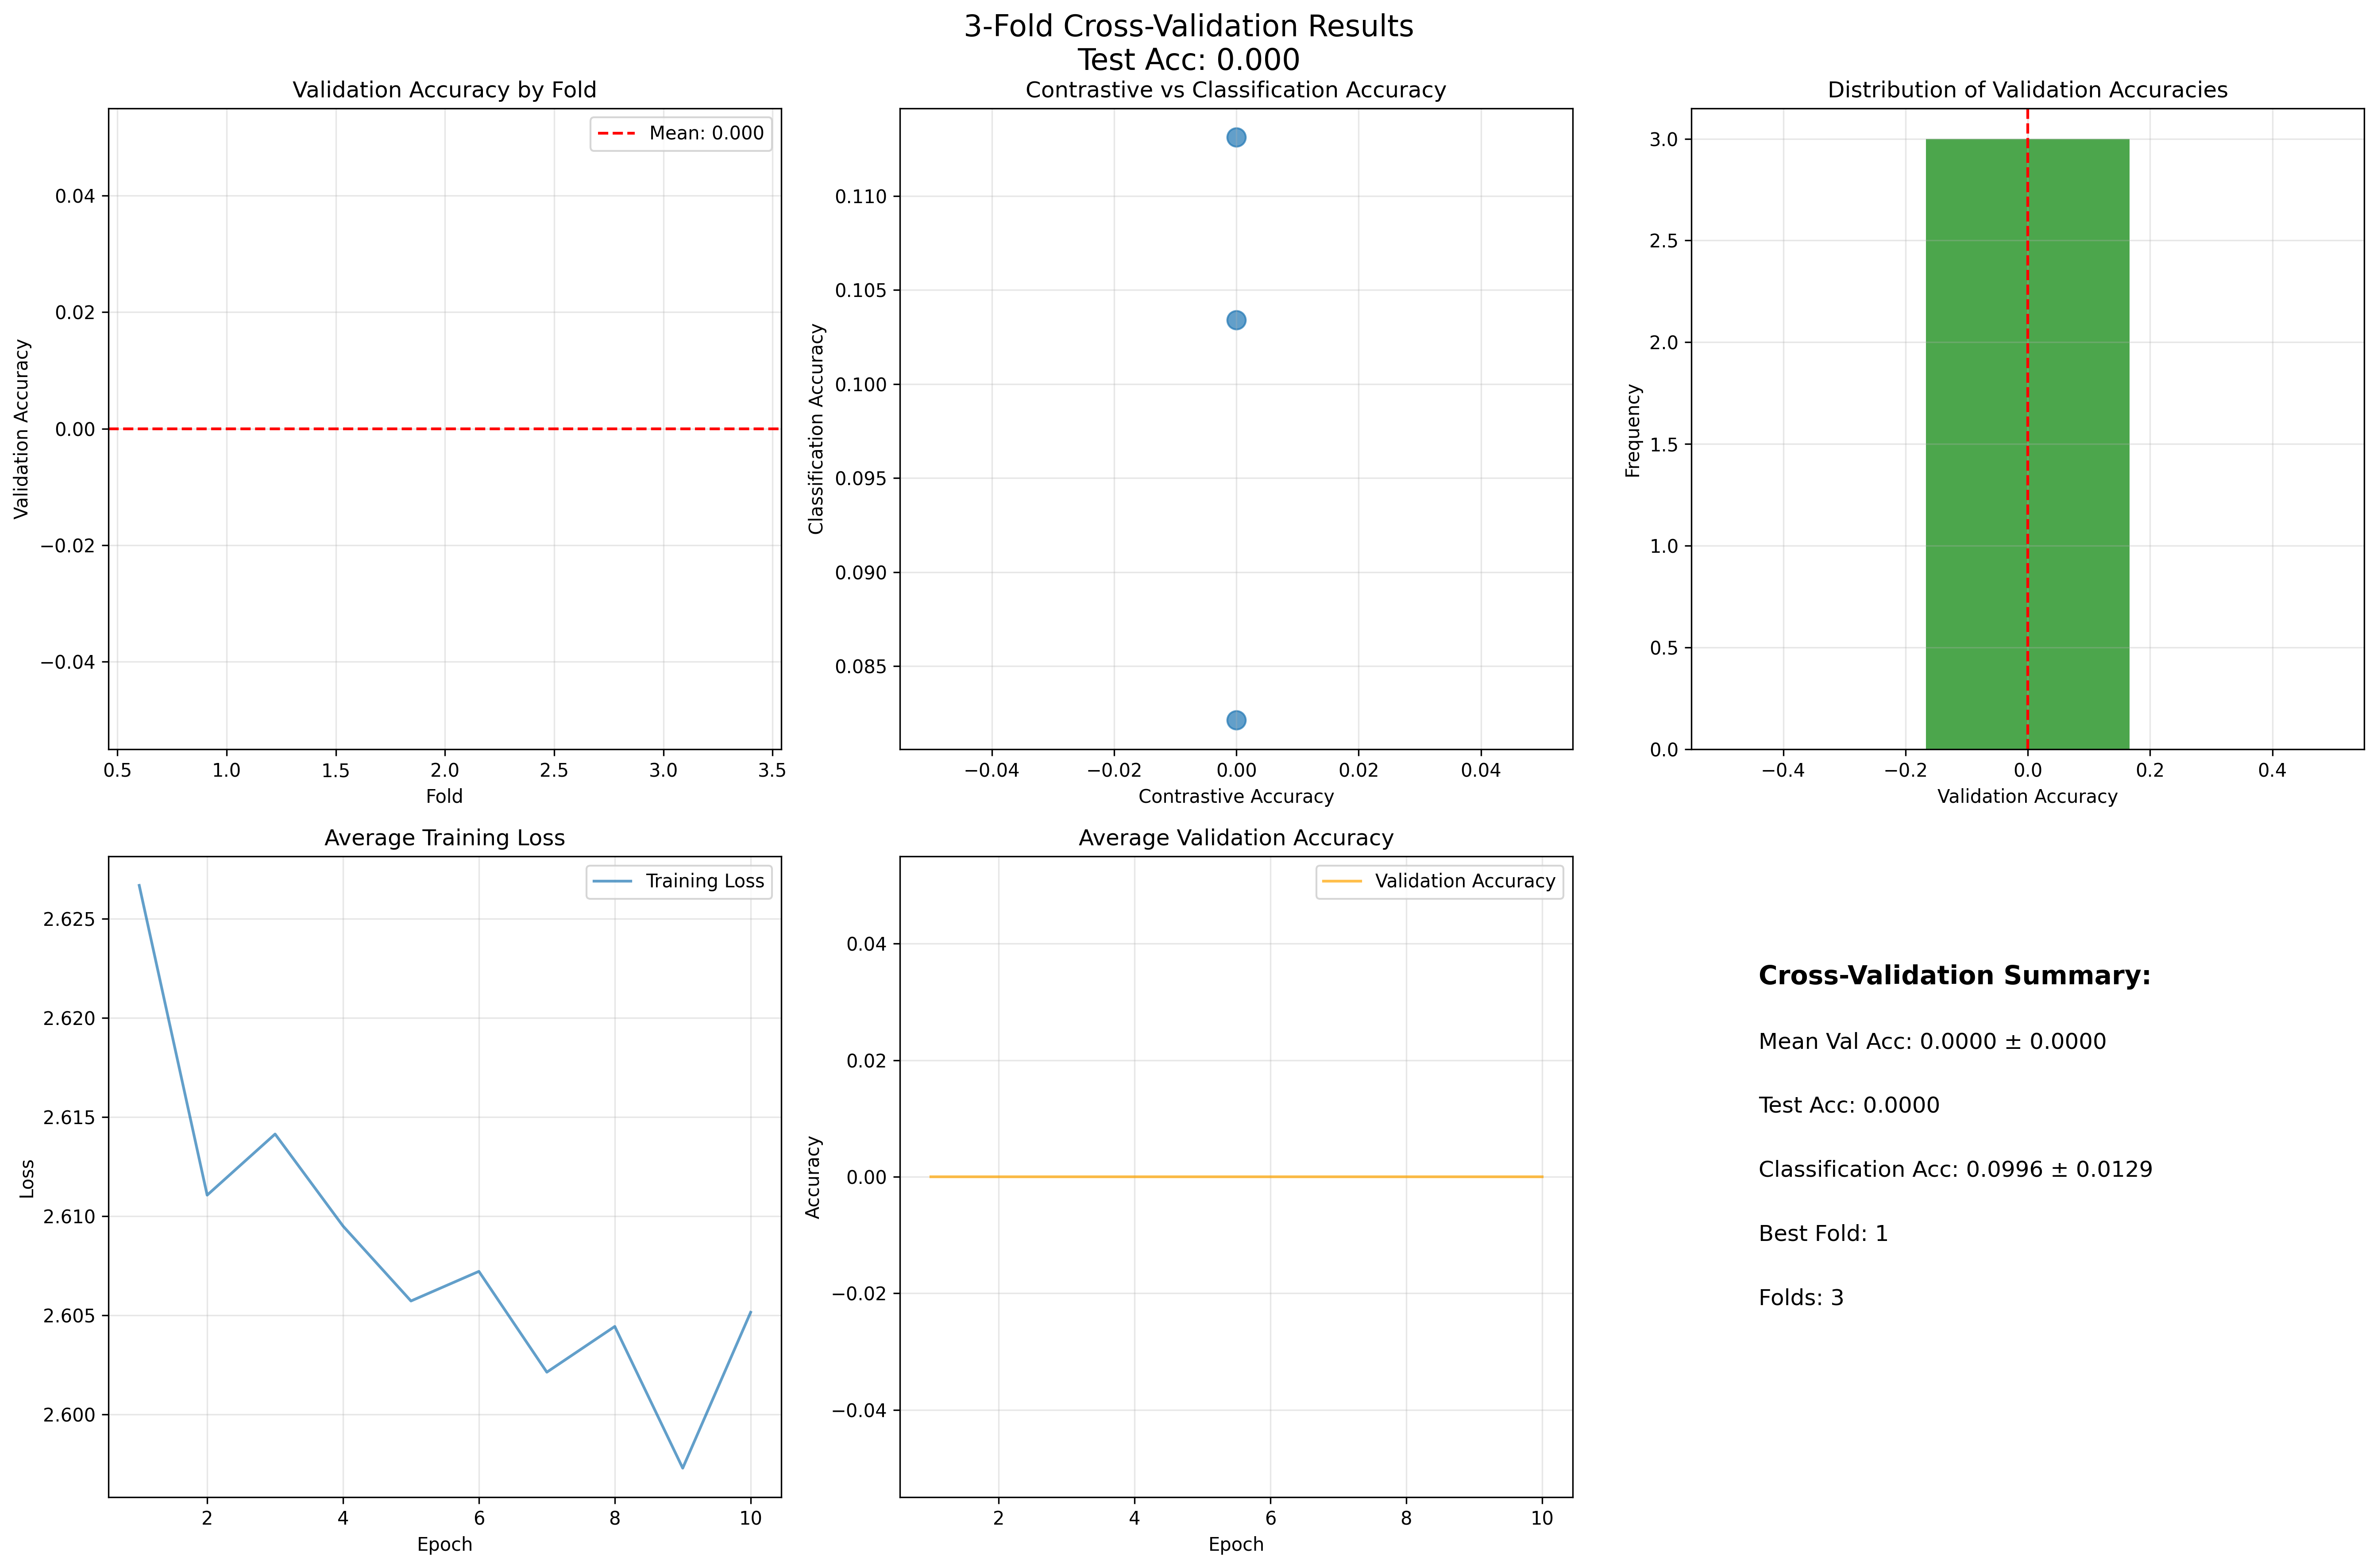 3-Fold Cross-Validation Results
Test Acc: 0.000
Validation Accuracy by Fold
Mean: 0.000
Validation Accuracy
0.04
0.02
0.00
−0.02
−0.04
0.5 1.0 1.5 2.0 2.5 3.0 3.5
Fold
Contrastive vs Classification Accuracy
Classification Accuracy
0.110
0.105
0.100
0.095
0.090
0.085
−0.04 −0.02 0.00 0.02 0.04
Contrastive Accuracy
Distribution of Validation Accuracies
Frequency
3.0
2.5
2.0
1.5
1.0
0.5
0.0
−0.4 −0.2 0.0 0.2 0.4
Validation Accuracy
Average Training Loss
Training Loss
Loss
2.625
2.620
2.615
2.610
2.605
2.600
2 4 6 8 10
Epoch
Average Validation Accuracy
Validation Accuracy
Accuracy
0.04
0.02
0.00
−0.02
−0.04
2 4 6 8 10
Epoch
Cross-Validation Summary:
Mean Val Acc: 0.0000 ± 0.0000
Test Acc: 0.0000
Classification Acc: 0.0996 ± 0.0129
Best Fold: 1
Folds: 3